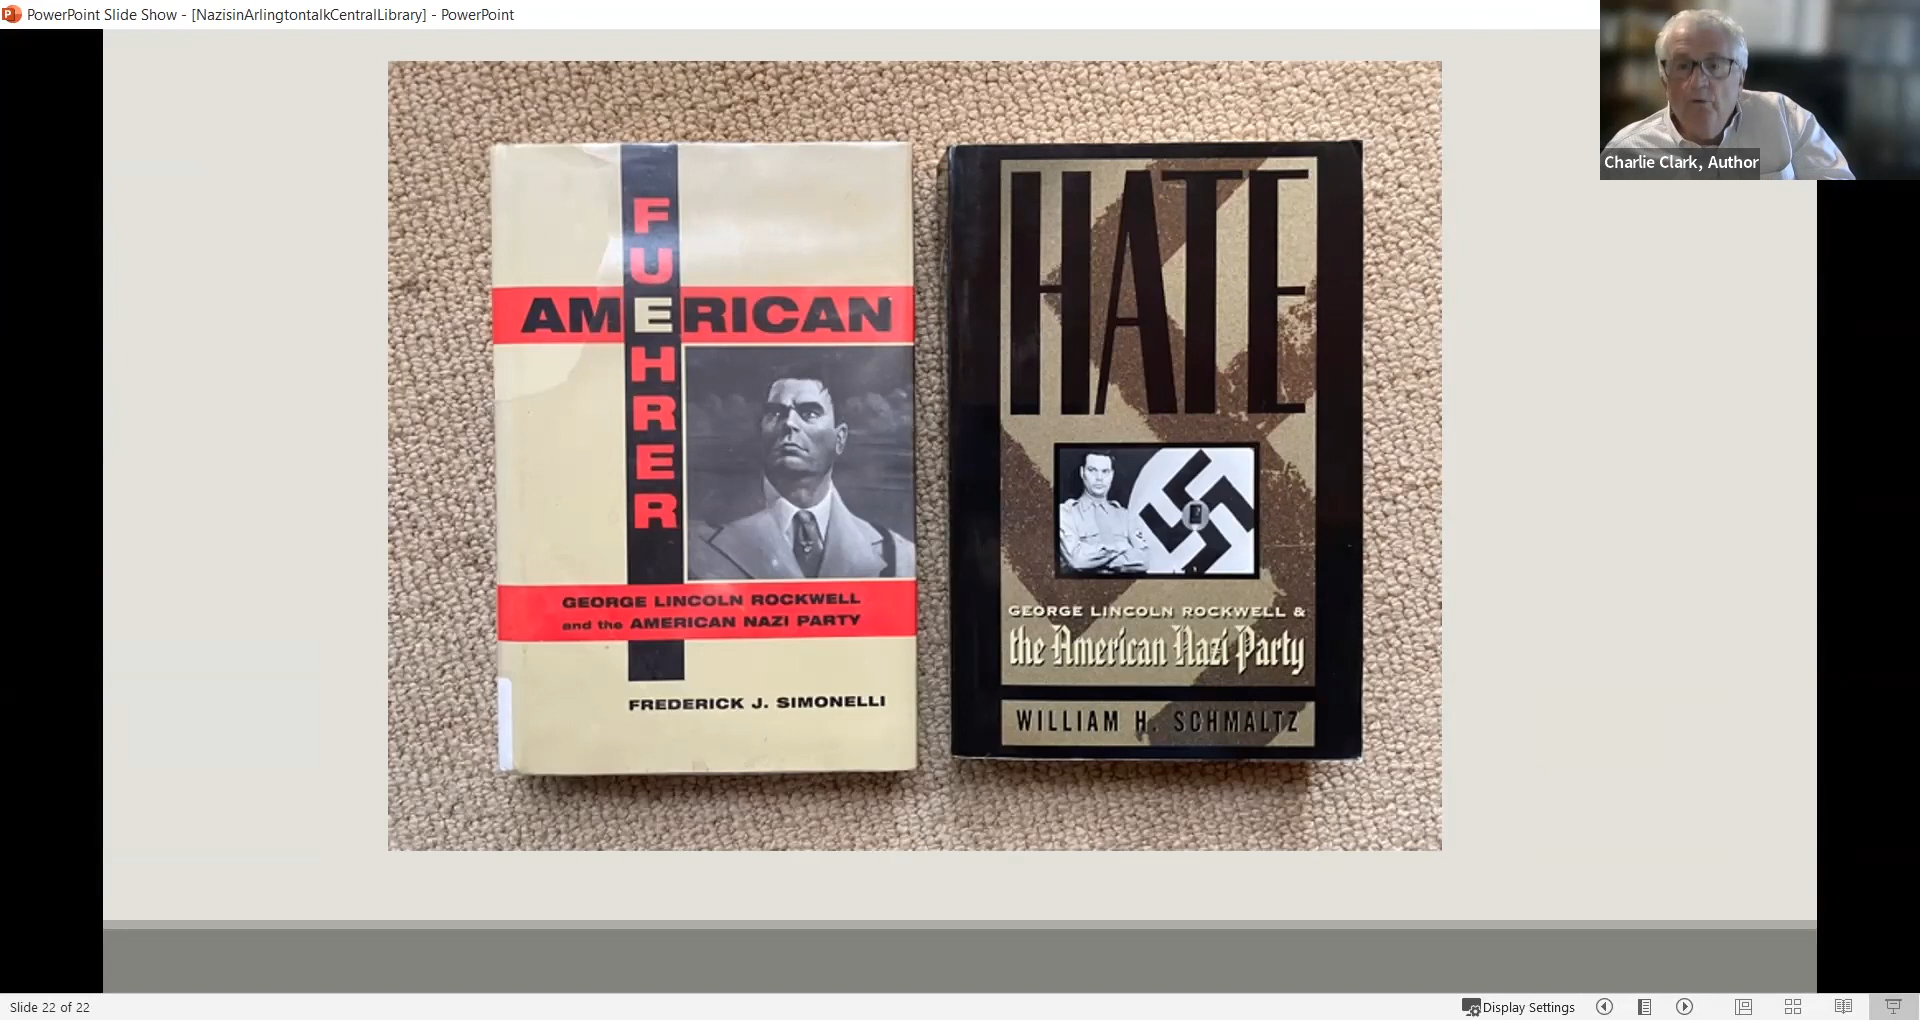 PowerPoint Slide Show - [NazisinArlingtontalkCentralLibrary] - PowerPoint
Charlie Clark, Author
FUEHRER
AMERICAN
GEORGE LINCOLN ROCKWELL
and the AMERICAN NAZI PARTY
FREDERICK J. SIMONELLI
HATE
GEORGE LINCOLN ROCKWELL &
the American Nazi Party
WILLIAM H. SCHMALTZ
Slide 22 of 22
Display Settings